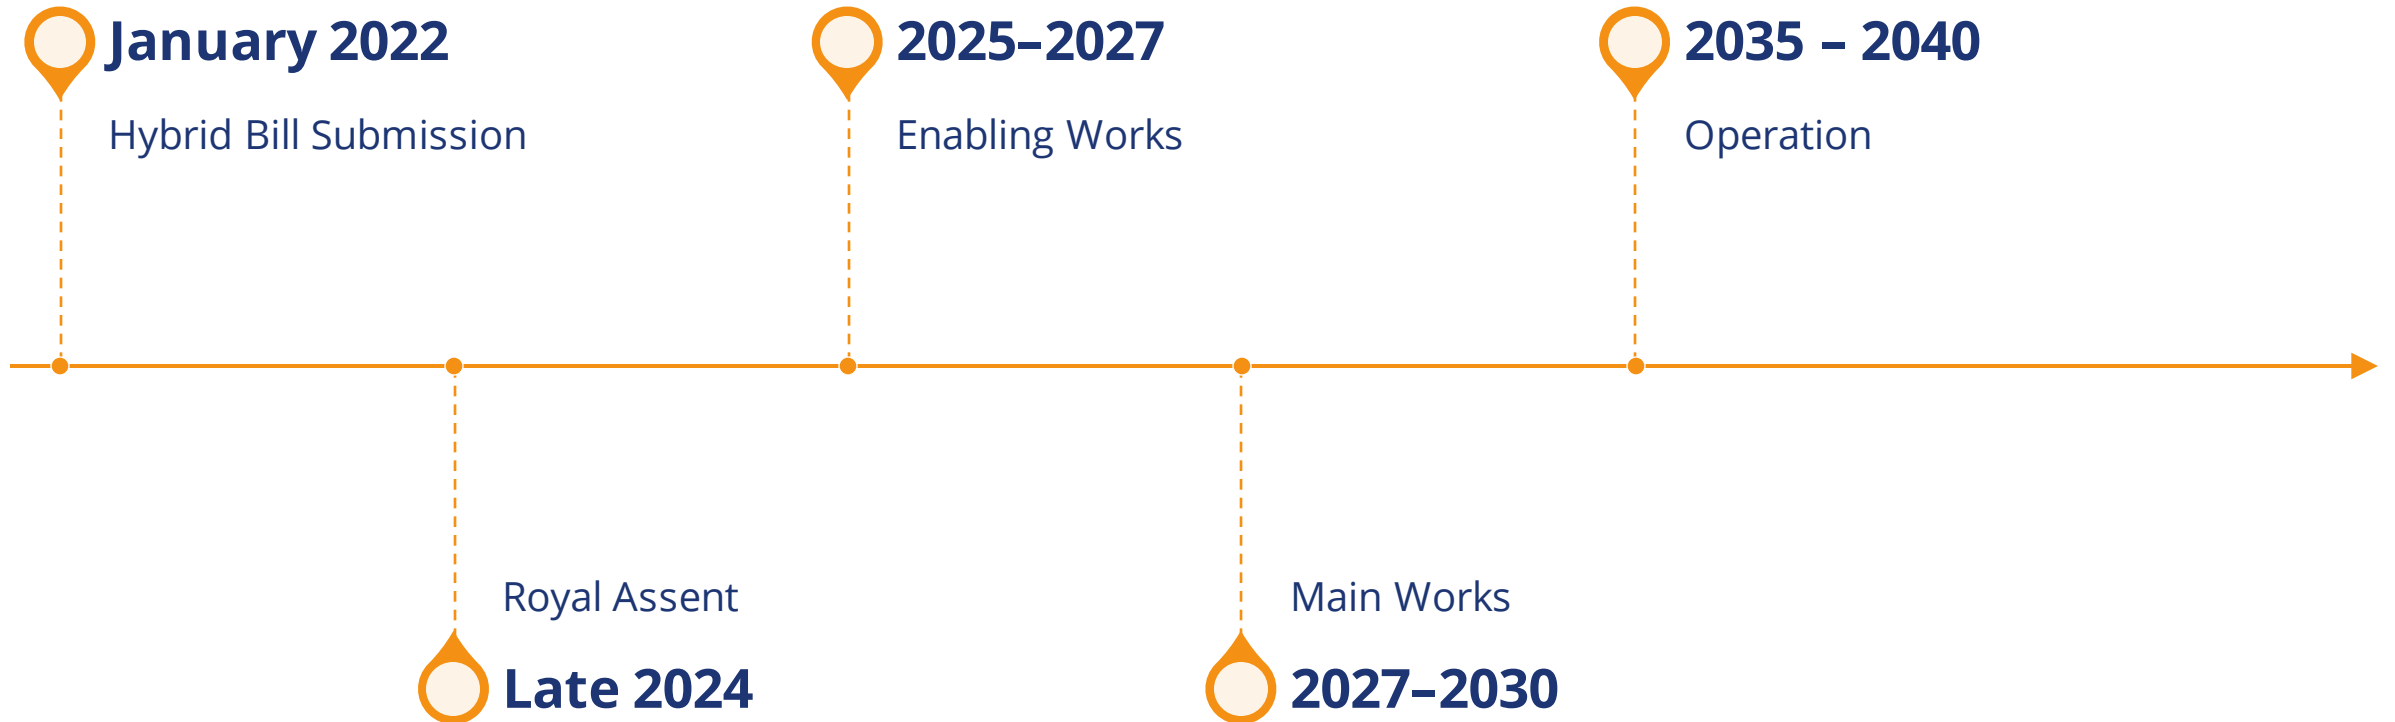 January 2022
Hybrid Bill Submission
Royal Assent
Late 2024
2025–2027
Enabling Works
Main Works
2027–2030
2035 – 2040
Operation